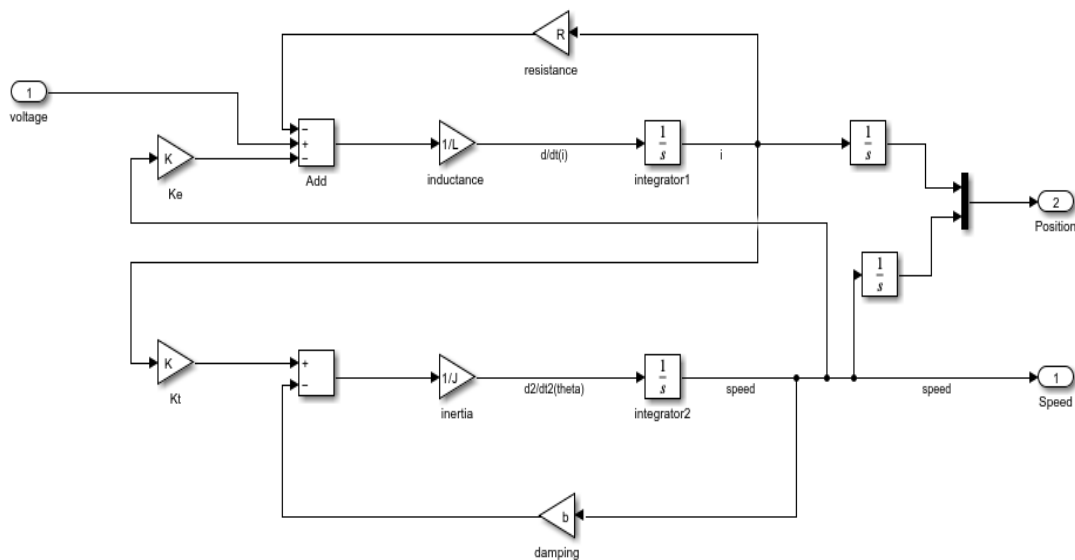 R
resistance
1
voltage
−
+
−
Add
K
Ke
1/L
inductance
d/dt(i)
1
s
integrator1
i
1
s
2
Position
1
s
K
Kt
+
−
1/J
inertia
d2/dt2(theta)
1
s
integrator2
speed
speed
1
Speed
b
damping